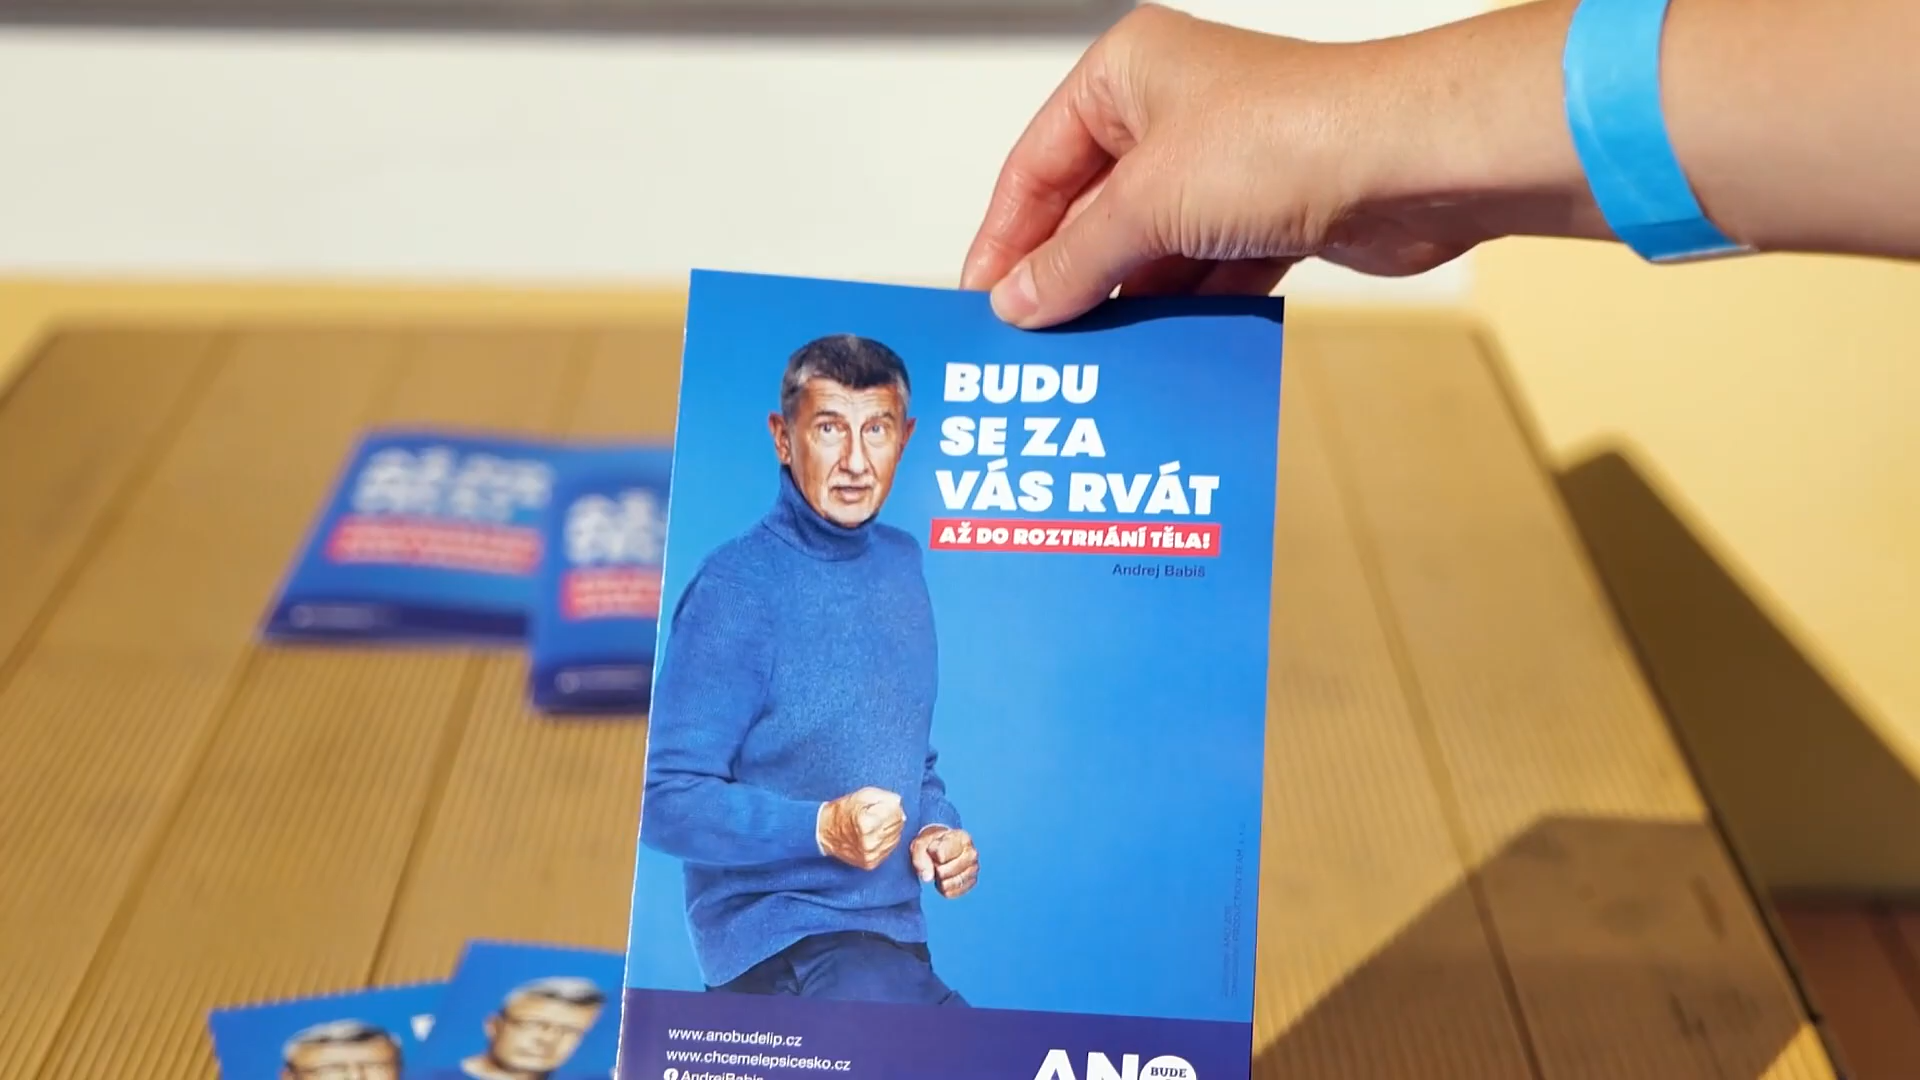 BUDU
SE ZA
VÁS RVÁT
AŽ DO ROZTRHÁNÍ TĚLA!
Andrej Babiš
www.anobudelip.cz
www.chcemelepsicesko.cz
AndrejBabis
ANO
BUDE